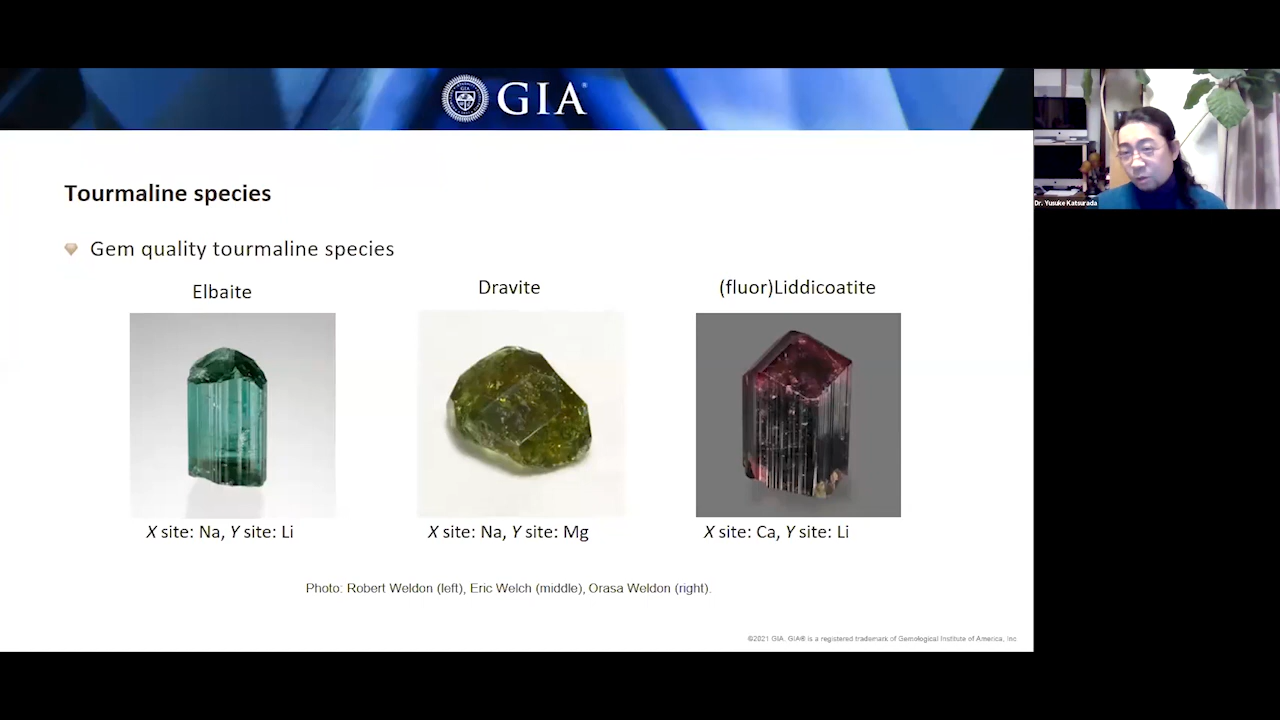 GIA®
Dr. Yusuke Katsurada
Tourmaline species
Gem quality tourmaline species
Elbaite
Dravite
(fluor)Liddicoatite
X site: Na, Y site: Li
X site: Na, Y site: Mg
X site: Ca, Y site: Li
Photo: Robert Weldon (left), Eric Welch (middle), Orasa Weldon (right).
©2021 GIA. GIA® is a registered trademark of Gemological Institute of America, Inc